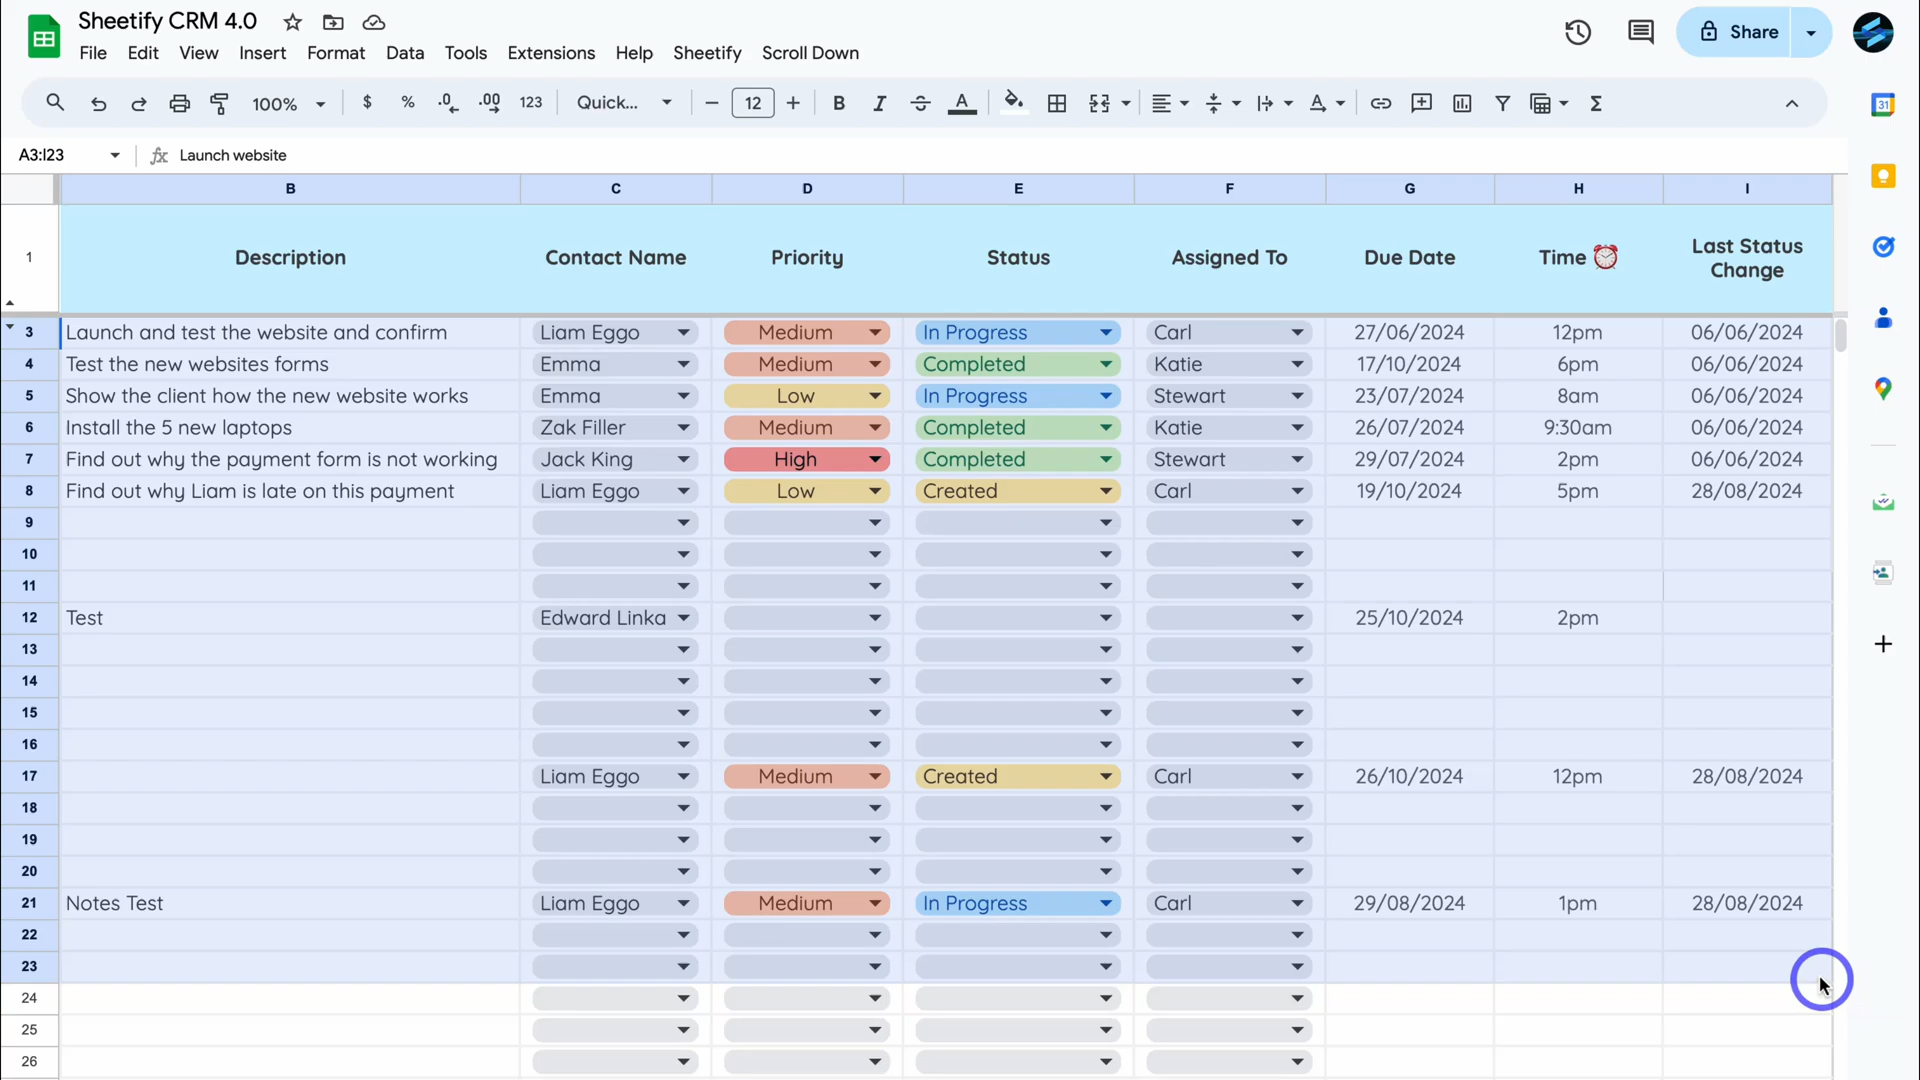 Sheetify CRM 4.0
Share
File Edit View Insert Format Data Tools Extensions Help Sheetify Scroll Down
100% $ % .0 .00 123 Quick... 12 B I A
31
A3:I23 fx Launch website
B C D E F G H I
1 Description Contact Name Priority Status Assigned To Due Date Time ⏰ Last Status Change
3 Launch and test the website and confirm Liam Eggo Medium In Progress Carl 27/06/2024 12pm 06/06/2024
4 Test the new websites forms Emma Medium Completed Katie 17/10/2024 6pm 06/06/2024
5 Show the client how the new website works Emma Low In Progress Stewart 23/07/2024 8am 06/06/2024
6 Install the 5 new laptops Zak Filler Medium Completed Katie 26/07/2024 9:30am 06/06/2024
7 Find out why the payment form is not working Jack King High Completed Stewart 29/07/2024 2pm 06/06/2024
8 Find out why Liam is late on this payment Liam Eggo Low Created Carl 19/10/2024 5pm 28/08/2024
9
10
11
12 Test Edward Linka 25/10/2024 2pm
13
14
15
16
17 Liam Eggo Medium Created Carl 26/10/2024 12pm 28/08/2024
18
19
20
21 Notes Test Liam Eggo Medium In Progress Carl 29/08/2024 1pm 28/08/2024
22
23
24
25
26